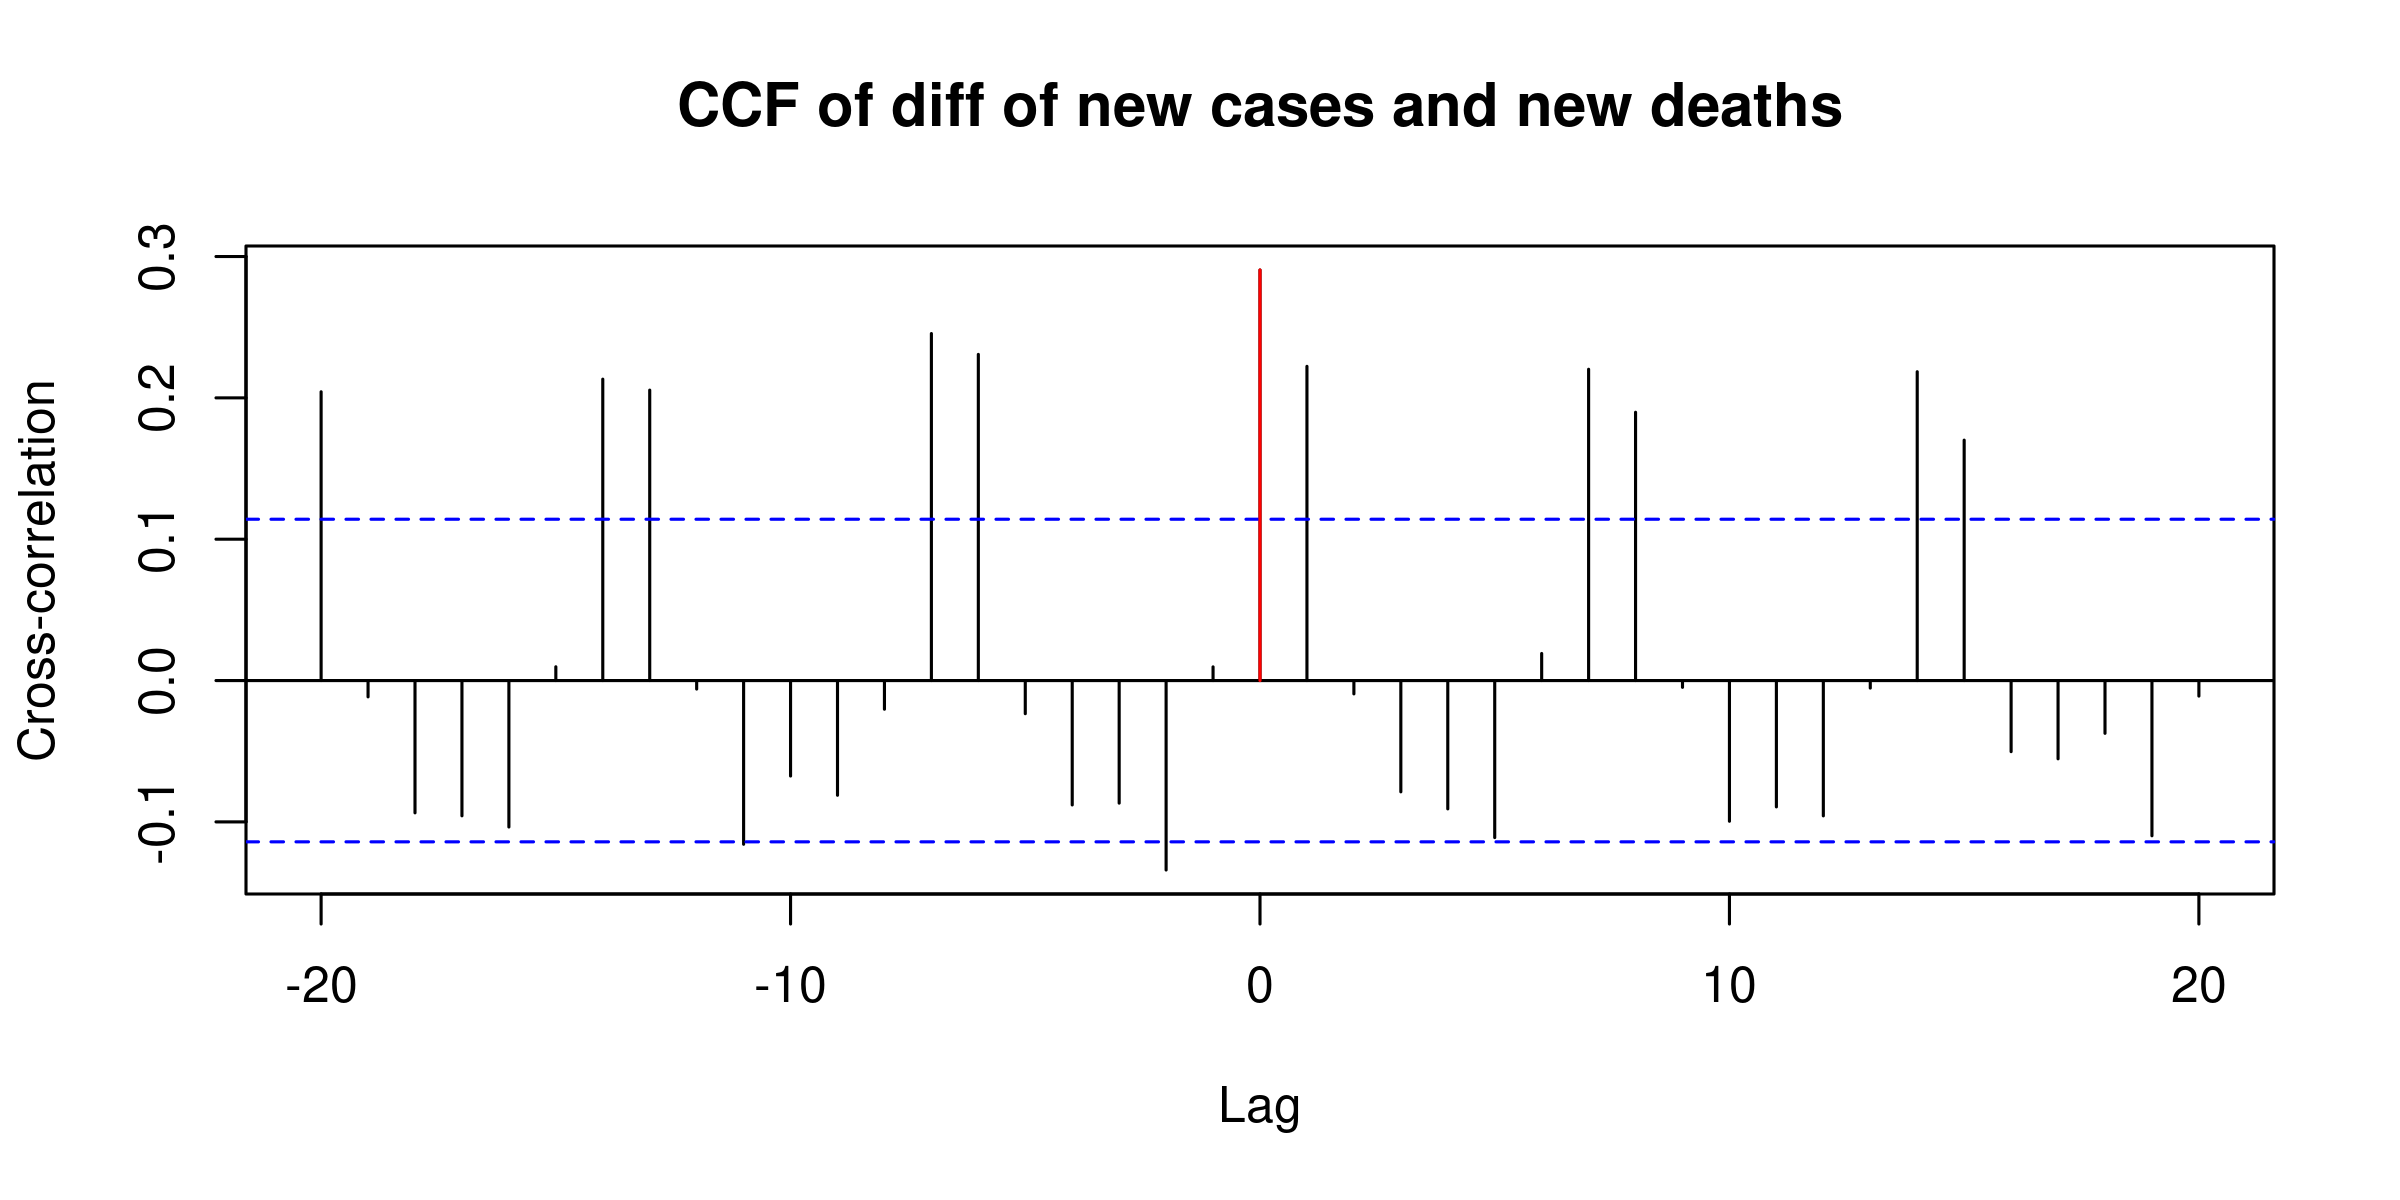 CCF of diff of new cases and new deaths
Cross-correlation
0.3
0.2
0.1
0.0
-0.1
-20 -10 0 10 20
Lag